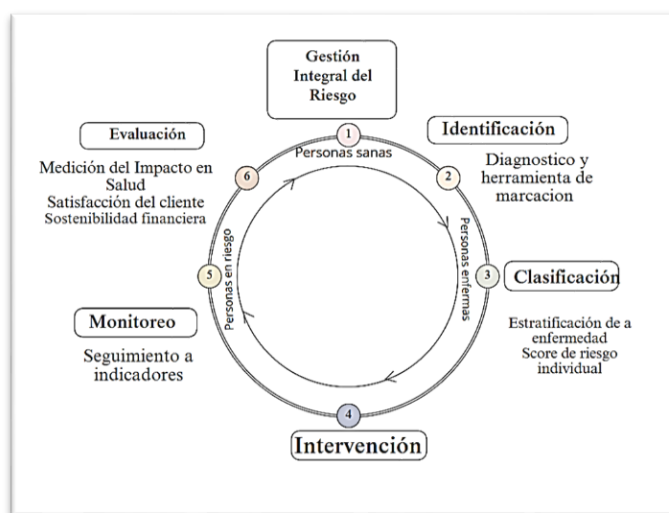 Gestión
Integral del
Riesgo
1
Personas sanas
Identificación
2
Diagnostico y
herramienta de
marcacion
Personas enfermas
3
Clasificación
Estratificación de a
enfermedad
Score de riesgo
individual
4
Intervención
Personas en riesgo
5
Monitoreo
Seguimiento a
indicadores
6
Evaluación
Medición del Impacto en
Salud
Satisfacción del cliente
Sostenibilidad financiera